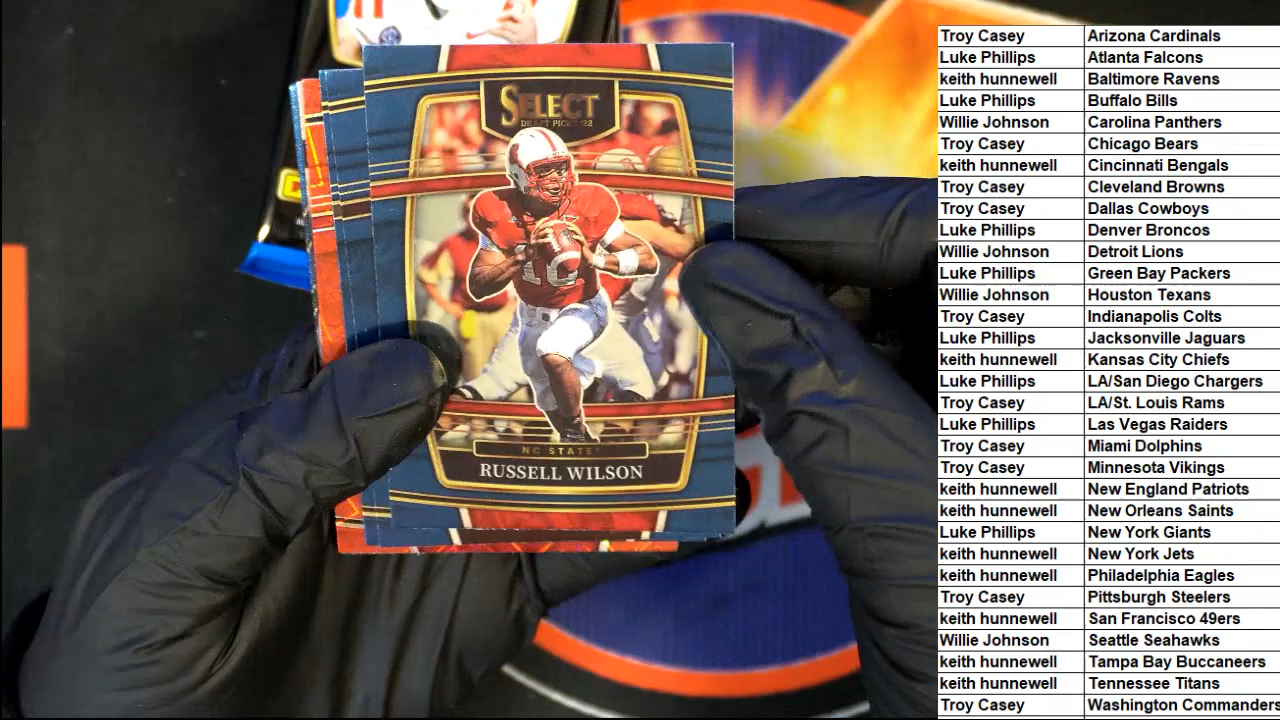 SELECT
DRAFT PICKS '22
16
NC STATE
RUSSELL WILSON
Troy Casey Arizona Cardinals
Luke Phillips Atlanta Falcons
keith hunnewell Baltimore Ravens
Luke Phillips Buffalo Bills
Willie Johnson Carolina Panthers
Troy Casey Chicago Bears
keith hunnewell Cincinnati Bengals
Troy Casey Cleveland Browns
Troy Casey Dallas Cowboys
Luke Phillips Denver Broncos
Willie Johnson Detroit Lions
Luke Phillips Green Bay Packers
Willie Johnson Houston Texans
Troy Casey Indianapolis Colts
Luke Phillips Jacksonville Jaguars
keith hunnewell Kansas City Chiefs
Luke Phillips LA/San Diego Chargers
Troy Casey LA/St. Louis Rams
Luke Phillips Las Vegas Raiders
Troy Casey Miami Dolphins
Troy Casey Minnesota Vikings
keith hunnewell New England Patriots
keith hunnewell New Orleans Saints
Luke Phillips New York Giants
keith hunnewell New York Jets
keith hunnewell Philadelphia Eagles
Troy Casey Pittsburgh Steelers
keith hunnewell San Francisco 49ers
Willie Johnson Seattle Seahawks
keith hunnewell Tampa Bay Buccaneers
keith hunnewell Tennessee Titans
Troy Casey Washington Commanders